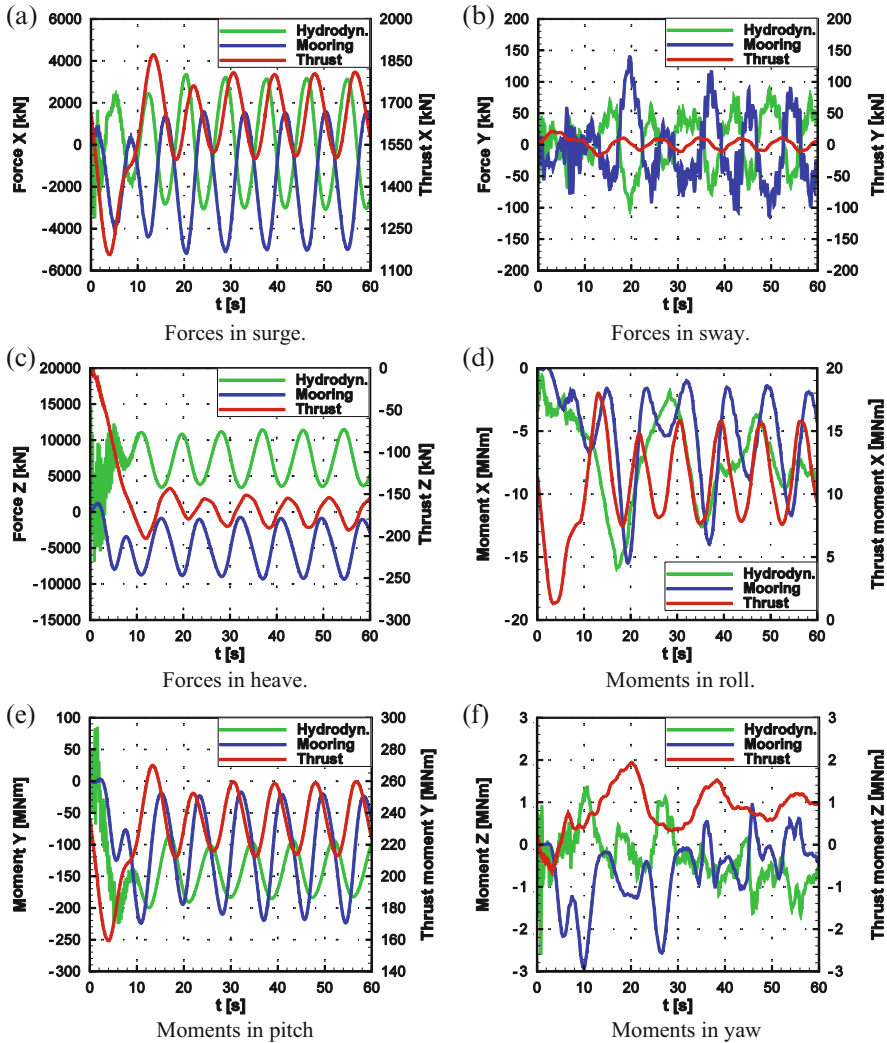 (a)
6000
4000
2000
0
-2000
-4000
-6000
Force X [kN]
2000
1850
1700
1550
1400
1250
1100
Thrust X [kN]
Hydrodyn.
Mooring
Thrust
0 10 20 30 40 50 60
t [s]
Forces in surge.
(b)
200
150
100
50
0
-50
-100
-150
-200
Force Y [kN]
200
150
100
50
0
-50
-100
-150
-200
Thrust Y [kN]
Hydrodyn.
Mooring
Thrust
0 10 20 30 40 50 60
t [s]
Forces in sway.
(c)
20000
15000
10000
5000
0
-5000
-10000
-15000
Force Z [kN]
0
-50
-100
-150
-200
-250
-300
Thrust Z [kN]
Hydrodyn.
Mooring
Thrust
0 10 20 30 40 50 60
t [s]
Forces in heave.
(d)
0
-5
-10
-15
-20
Moment X [MNm]
20
15
10
5
0
Thrust moment X [MNm]
Hydrodyn.
Mooring
Thrust
0 10 20 30 40 50 60
t [s]
Moments in roll.
(e)
100
50
0
-50
-100
-150
-200
-250
-300
Moment Y [MNm]
300
280
260
240
220
200
180
160
140
Thrust moment Y [MNm]
Hydrodyn.
Mooring
Thrust
0 10 20 30 40 50 60
t [s]
Moments in pitch
(f)
3
2
1
0
-1
-2
-3
Moment Z [MNm]
3
2
1
0
-1
-2
-3
Thrust moment Z [MNm]
Hydrodyn.
Mooring
Thrust
0 10 20 30 40 50 60
t [s]
Moments in yaw